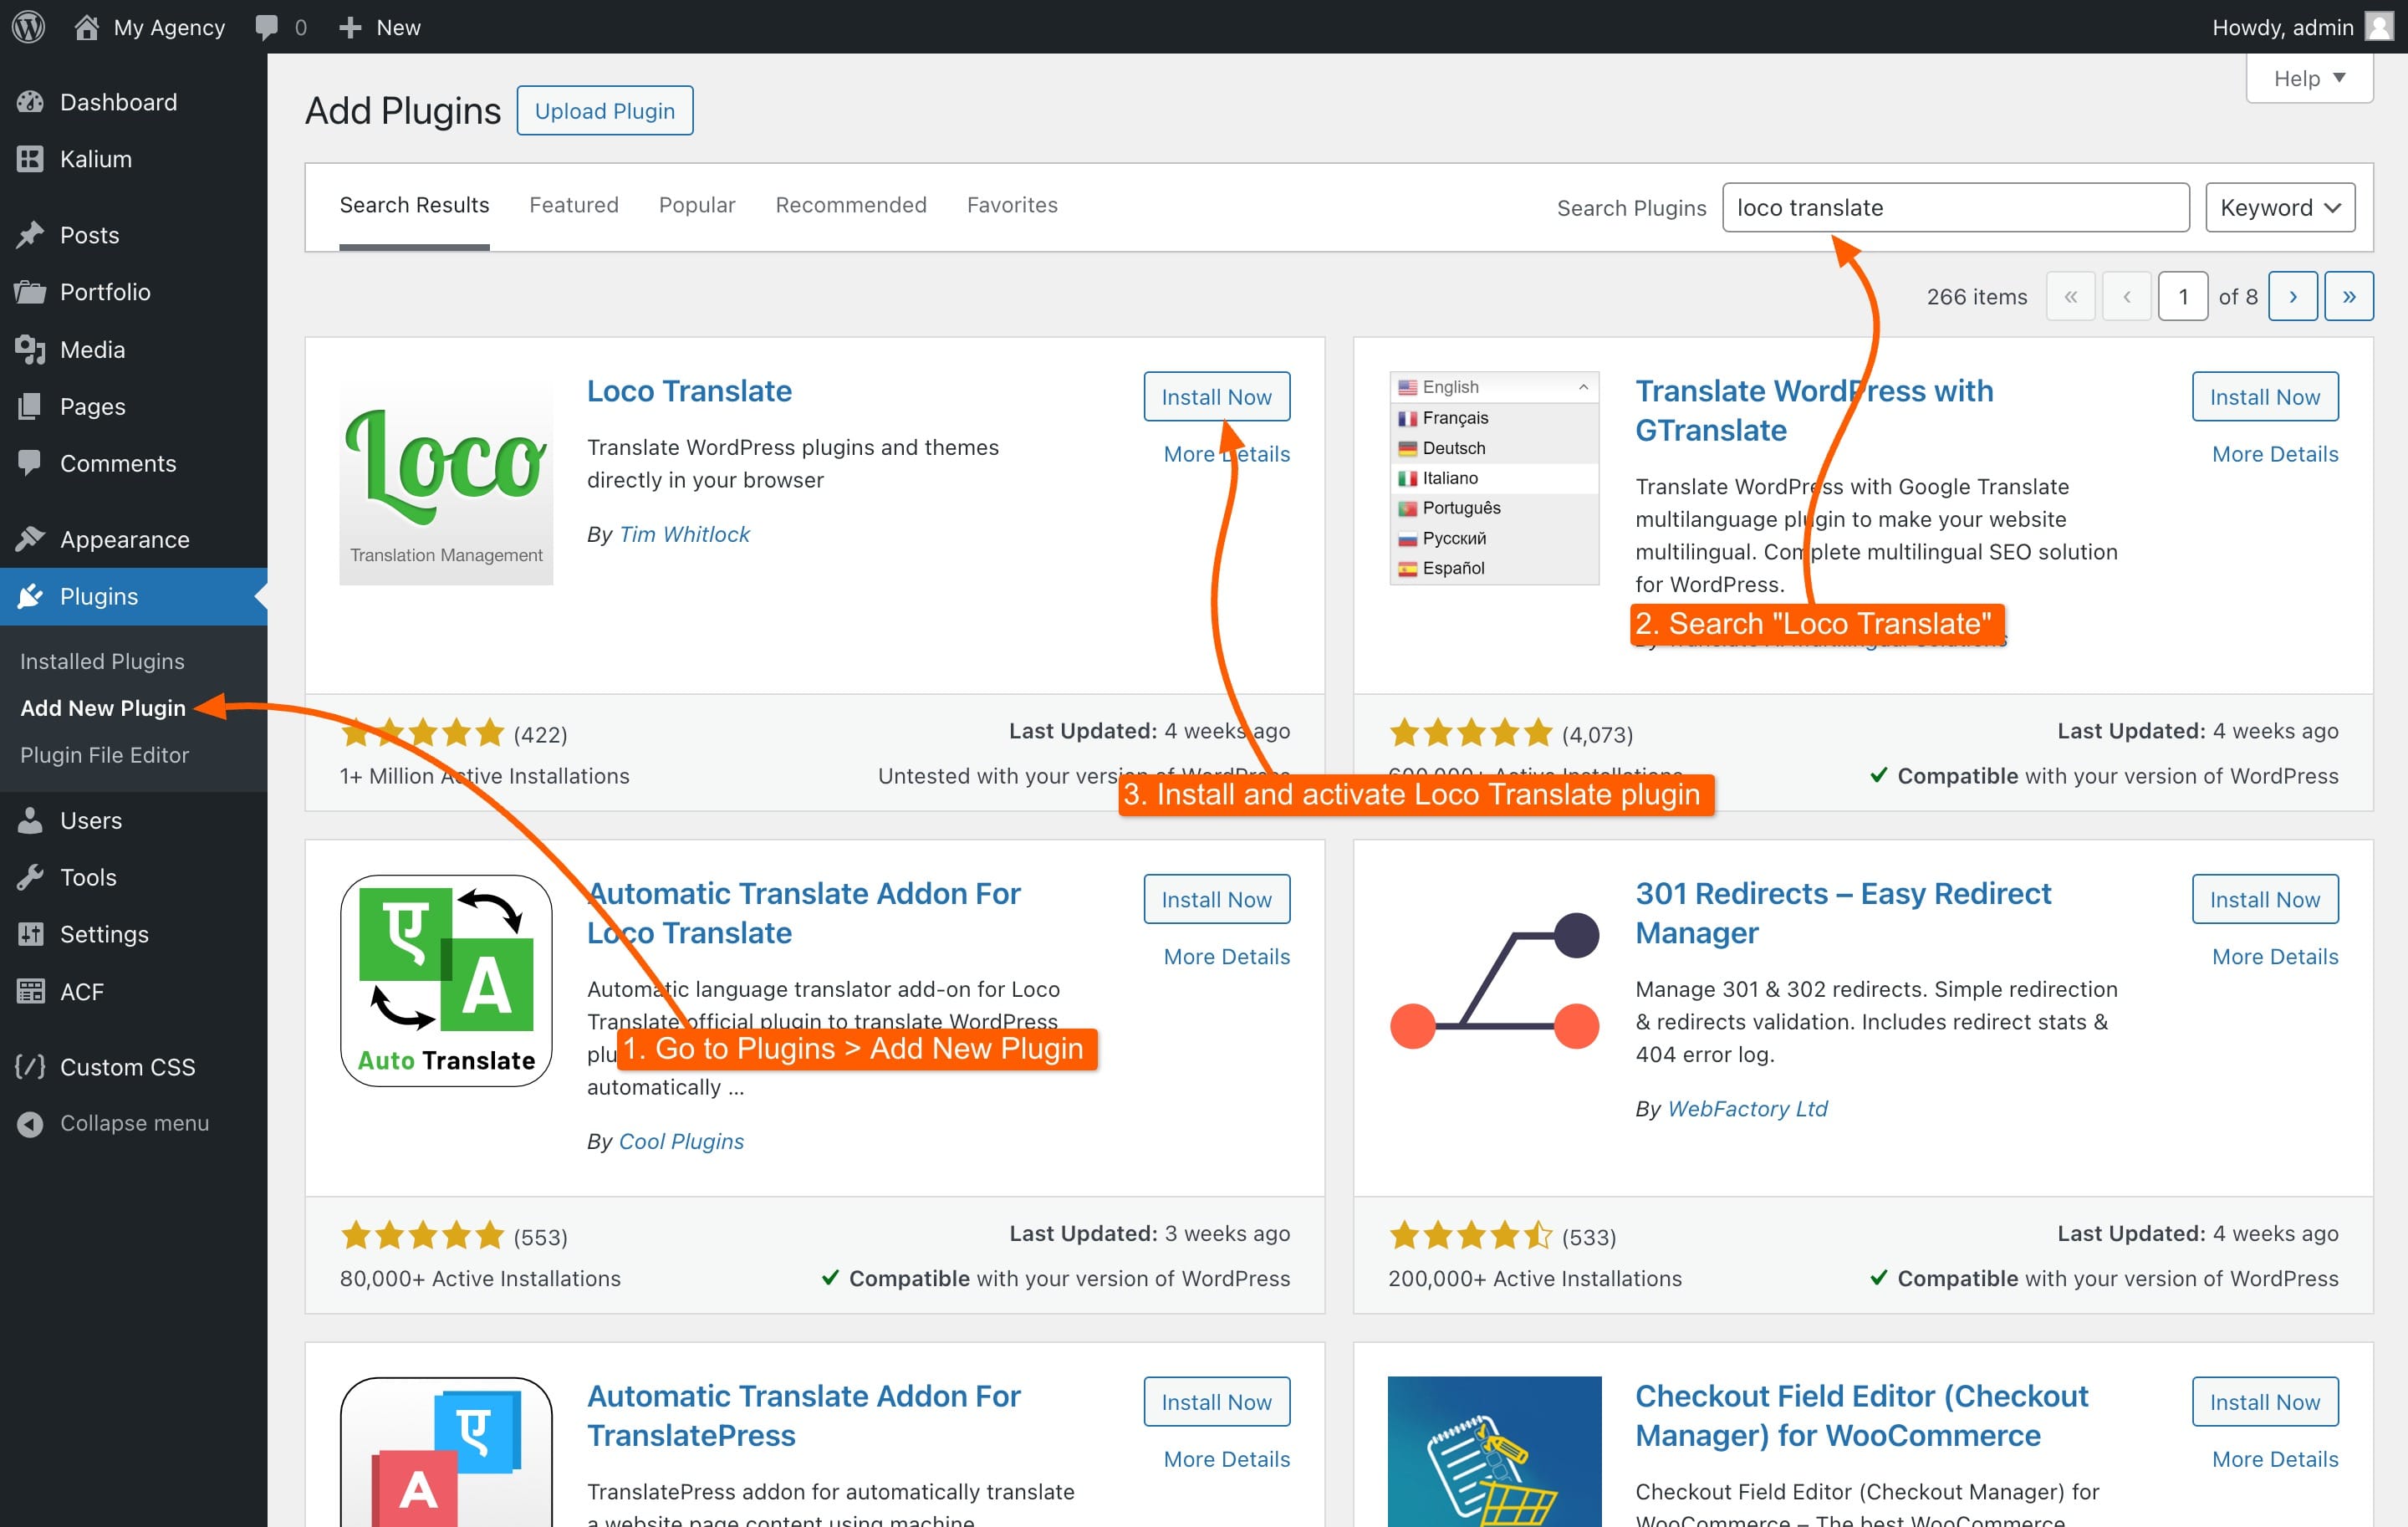 My Agency
0
New
Howdy, admin
Help
Dashboard
Kalium
Posts
Portfolio
Media
Pages
Comments
Appearance
Plugins
Installed Plugins
Add New Plugin
Plugin File Editor
Users
Tools
Settings
ACF
Custom CSS
Collapse menu
Add Plugins
Upload Plugin
Search Results
Featured
Popular
Recommended
Favorites
Search Plugins
loco translate
Keyword
266 items
«
‹
1
of 8
›
»
Loco
Translation Management
Loco Translate
Install Now
More Details
Translate WordPress plugins and themes
directly in your browser
By Tim Whitlock
(422)
Last Updated: 4 weeks ago
1+ Million Active Installations
Untested with your version of WordPress
English
Français
Deutsch
Italiano
Português
Русский
Español
Translate WordPress with
GTranslate
Install Now
More Details
Translate WordPress with Google Translate
multilanguage plugin to make your website
multilingual. Complete multilingual SEO solution
for WordPress.
2. Search "Loco Translate"
(4,073)
Last Updated: 4 weeks ago
600,000+ Active Installations
Compatible with your version of WordPress
3. Install and activate Loco Translate plugin
ए
A
Auto Translate
Automatic Translate Addon For
Loco Translate
Install Now
More Details
Automatic language translator add-on for Loco
Translate official plugin to translate WordPress
1. Go to Plugins > Add New Plugin
automatically ...
By Cool Plugins
(553)
Last Updated: 3 weeks ago
80,000+ Active Installations
Compatible with your version of WordPress
301 Redirects – Easy Redirect
Manager
Install Now
More Details
Manage 301 & 302 redirects. Simple redirection
& redirects validation. Includes redirect stats &
404 error log.
By WebFactory Ltd
(533)
Last Updated: 4 weeks ago
200,000+ Active Installations
Compatible with your version of WordPress
ए
A
Automatic Translate Addon For
TranslatePress
Install Now
More Details
TranslatePress addon for automatically translate
a website page content using machine
Checkout Field Editor (Checkout
Manager) for WooCommerce
Install Now
More Details
Checkout Field Editor (Checkout Manager) for
WooCommerce – The best WooCommerce